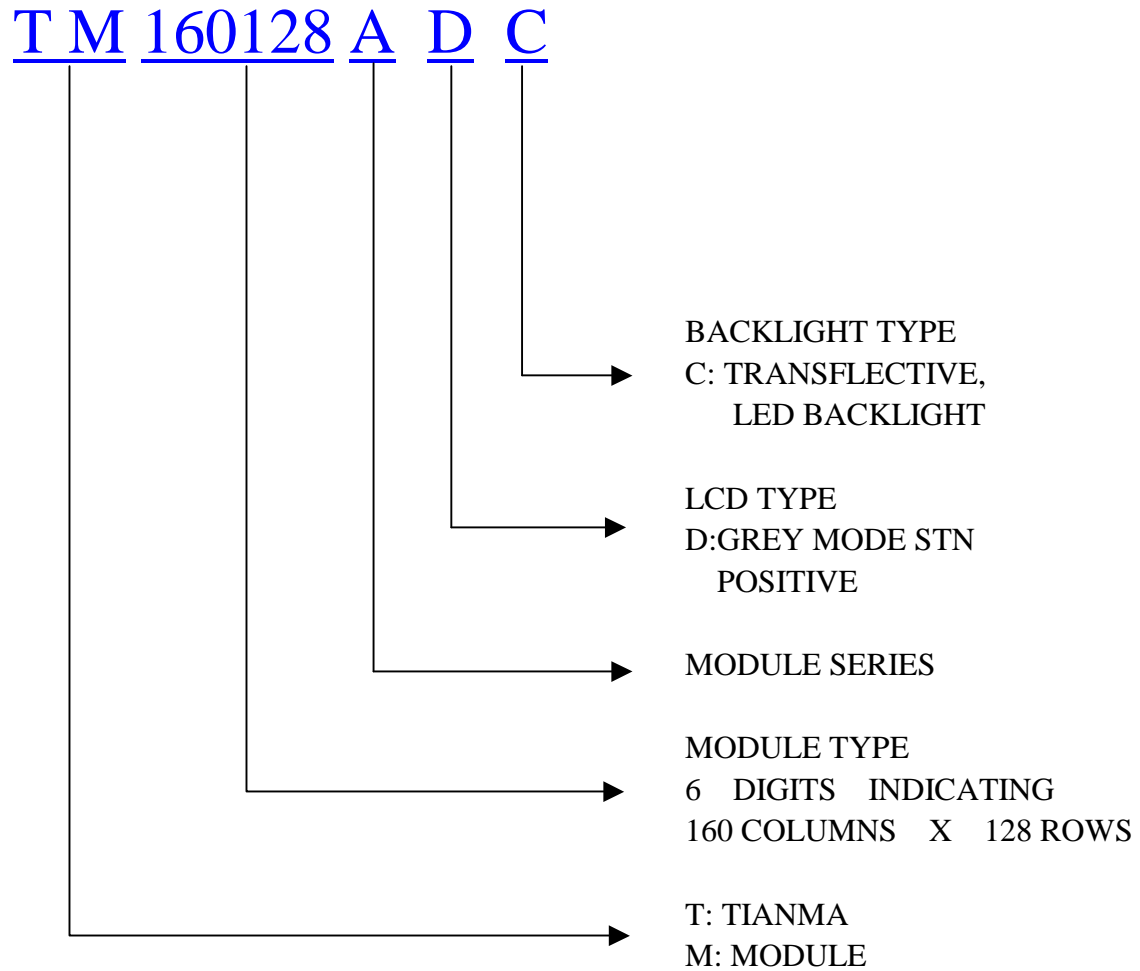 T M 160128 A D C
BACKLIGHT TYPE
C: TRANSFLECTIVE,
LED BACKLIGHT
LCD TYPE
D:GREY MODE STN
POSITIVE
MODULE SERIES
MODULE TYPE
6 DIGITS INDICATING
160 COLUMNS X 128 ROWS
T: TIANMA
M: MODULE